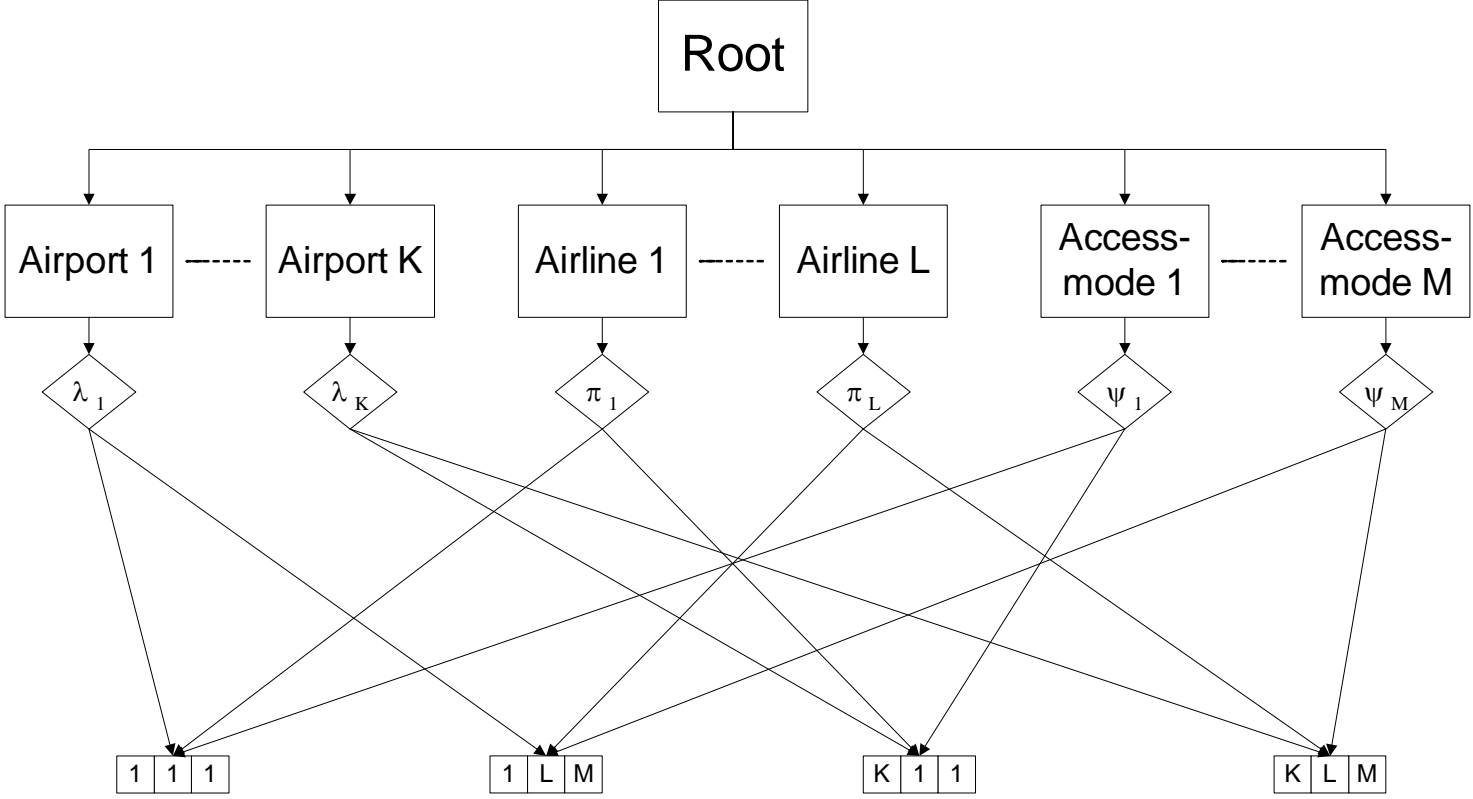 Root
Airport 1
Airport K
Airline 1
Airline L
Access-
mode 1
Access-
mode M
λ 1
λ K
π 1
π L
ψ 1
ψ M
1 1 1
1 L M
K 1 1
K L M